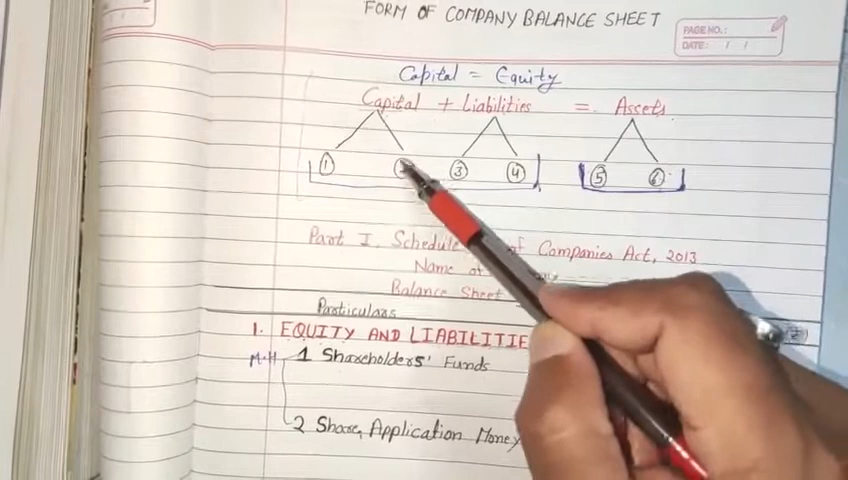 FORM OF COMPANY BALANCE SHEET
PAGE NO.:
DATE: / /
Capital = Equity
Capital + Liabilities = Assets
1 3 4 5 6
Part I Schedule of Companies Act, 2013
Name of
Balance Sheet
Particulars
1. EQUITY AND LIABILITIE
M.H 1 Shareholders' Funds
2 Share Application Money